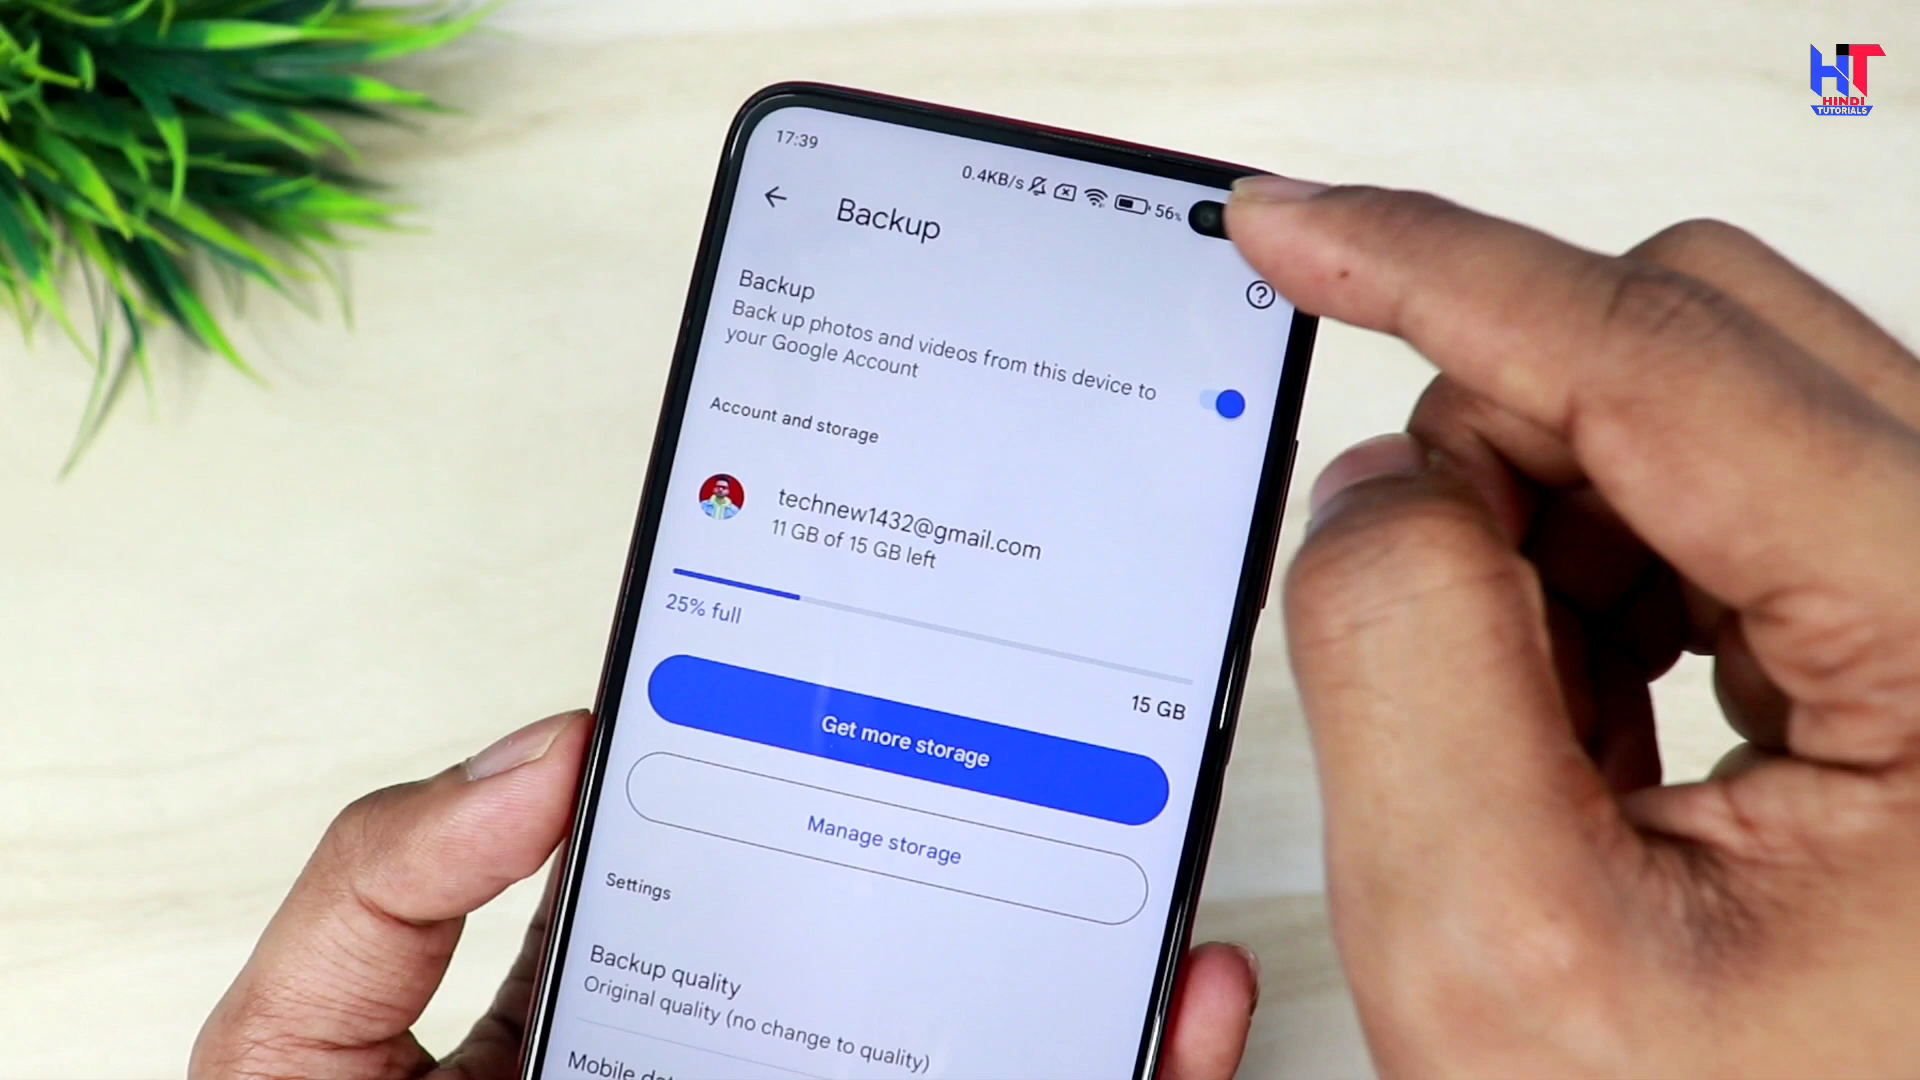 HINDI
TUTORIALS
17:39
0.4KB/s
56%
Backup
Backup
Back up photos and videos from this device to
your Google Account
Account and storage
technew1432@gmail.com
11 GB of 15 GB left
25% full
15 GB
Get more storage
Manage storage
Settings
Backup quality
Original quality (no change to quality)
Mobile